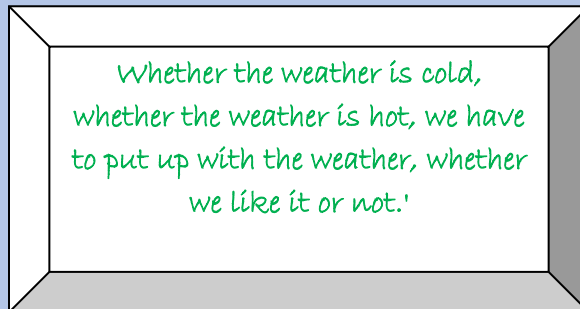 Whether the weather is cold,
whether the weather is hot, we have
to put up with the weather, whether
we like it or not.'